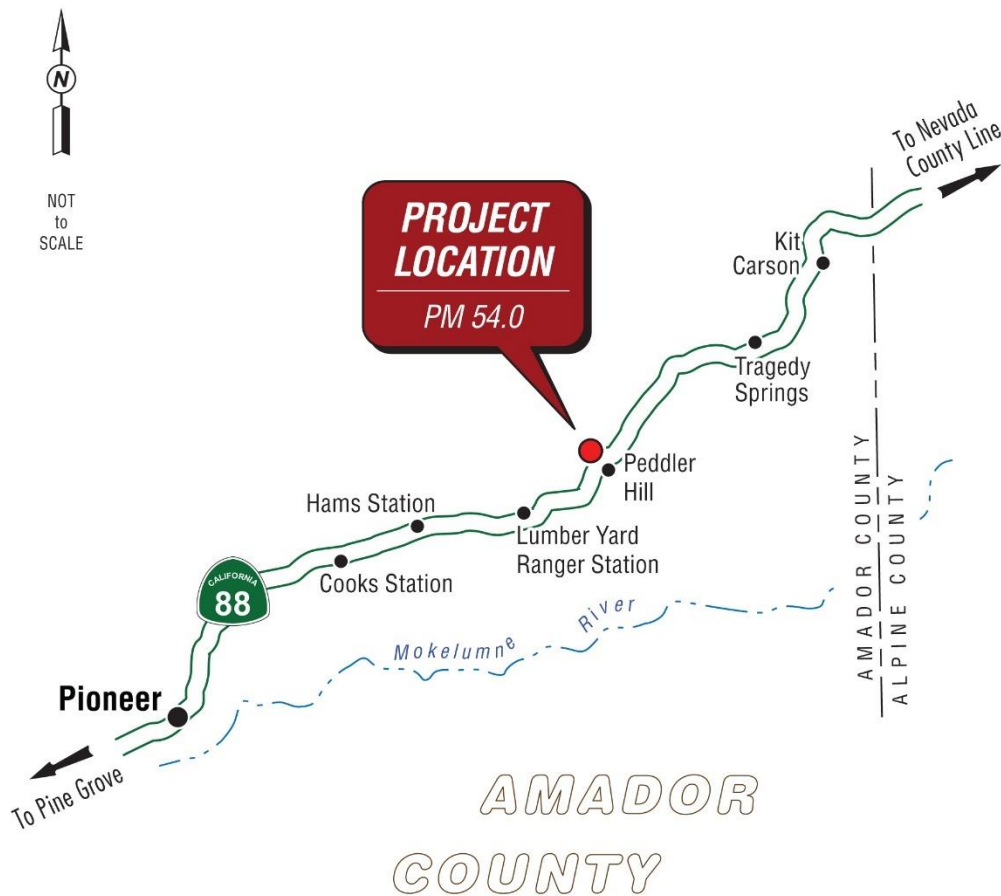 N
NOT
to
SCALE
To Nevada
County Line
PROJECT
LOCATION
PM 54.0
Kit
Carson
Tragedy
Springs
Peddler
Hill
Hams Station
Lumber Yard
Ranger Station
Cooks Station
CALIFORNIA
88
Mokelumne
River
AMADOR COUNTY
ALPINE COUNTY
Pioneer
To Pine Grove
AMADOR
COUNTY